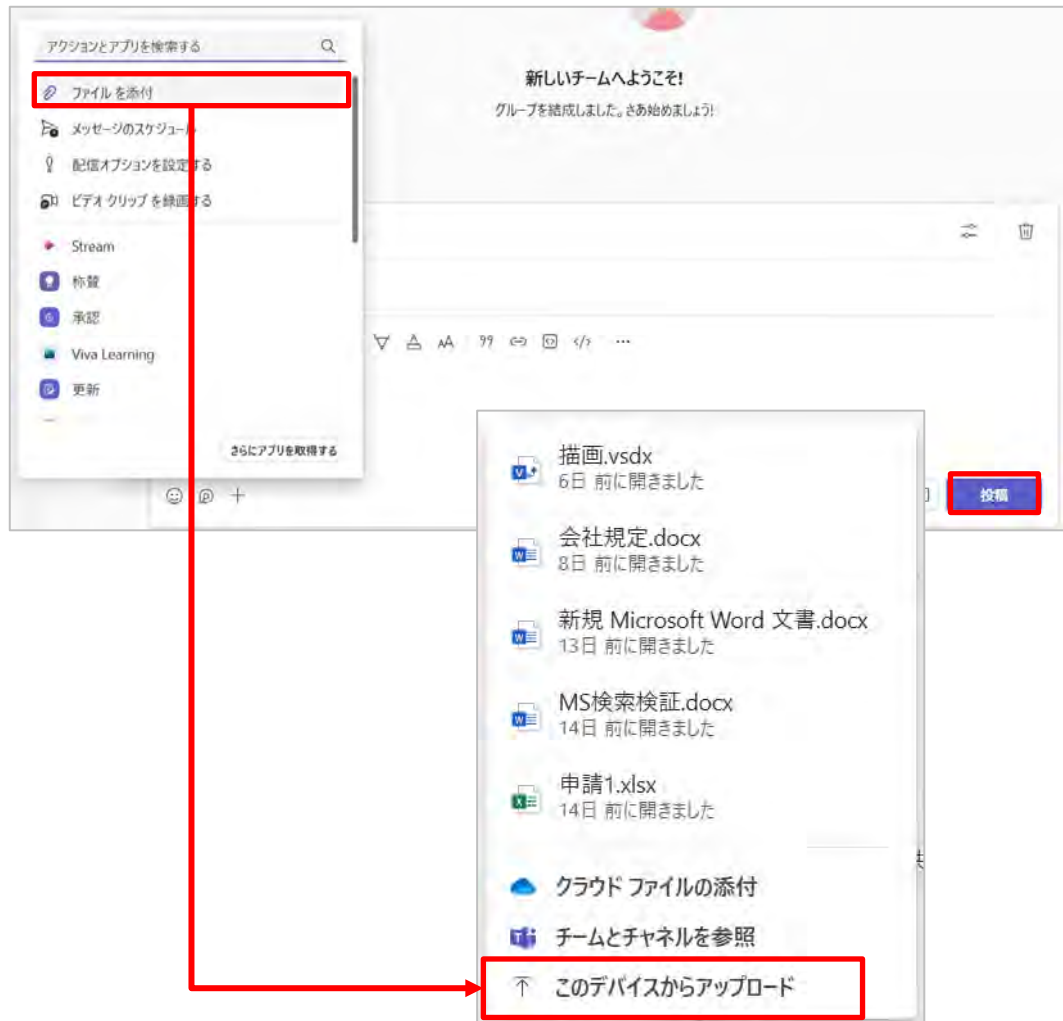 アクションとアプリを検索する
ファイル を添付
メッセージのスケジュール
配信オプションを設定する
ビデオ クリップ を録画する
Stream
称賛
承認
Viva Learning
更新
さらにアプリを取得する
新しいチームへようこそ!
グループを結成しました。さあ始めましょう!
投稿
描画.vsdx
6日 前に開きました
会社規定.docx
8日 前に開きました
新規 Microsoft Word 文書.docx
13日 前に開きました
MS検索検証.docx
14日 前に開きました
申請1.xlsx
14日 前に開きました
クラウド ファイルの添付
チームとチャネルを参照
このデバイスからアップロード